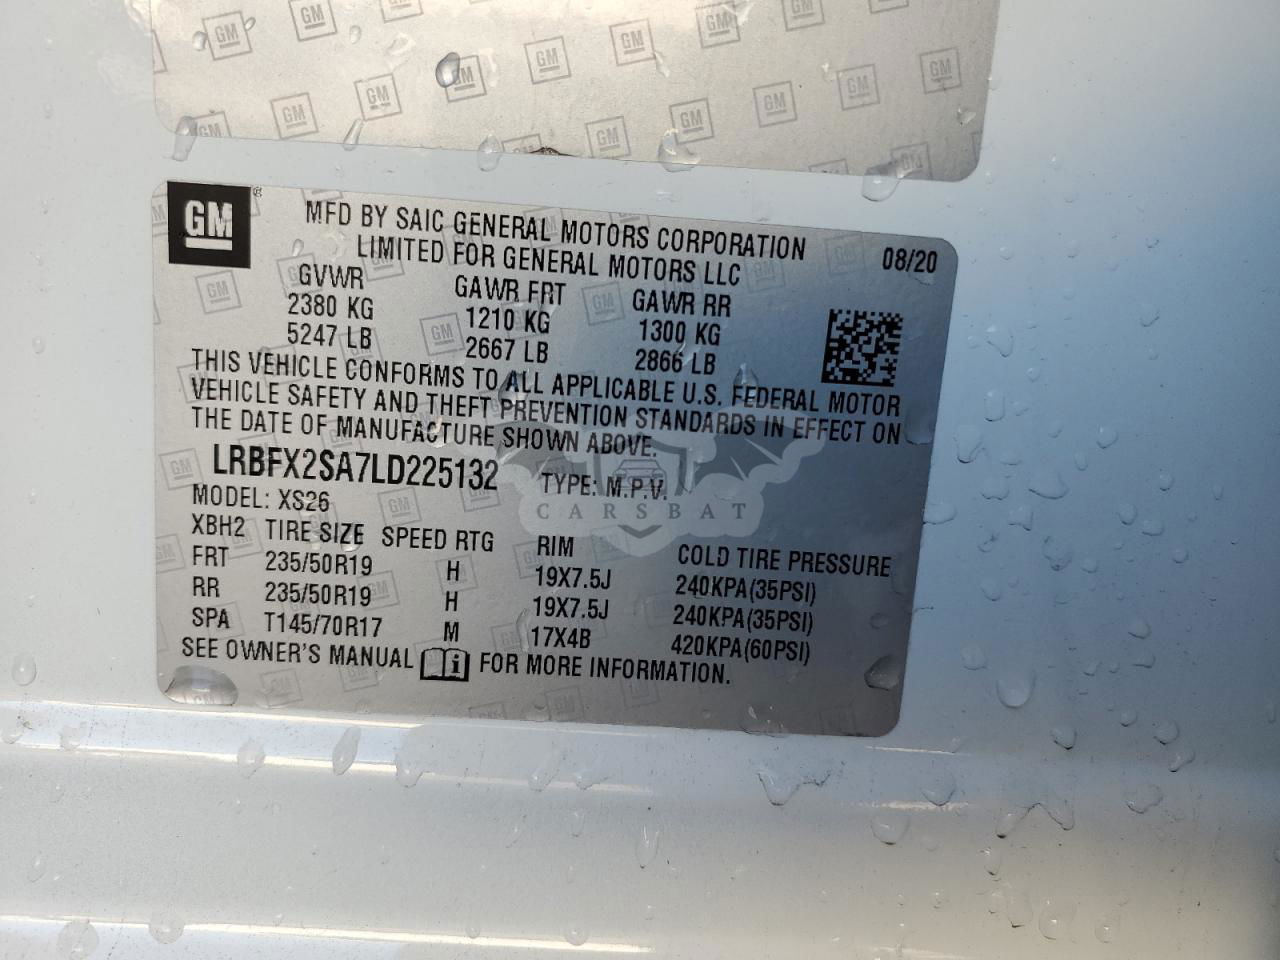 GM ®
MFD BY SAIC GENERAL MOTORS CORPORATION
LIMITED FOR GENERAL MOTORS LLC
08/20
GVWR GAWR FRT GAWR RR
2380 KG 1210 KG 1300 KG
5247 LB 2667 LB 2866 LB
THIS VEHICLE CONFORMS TO ALL APPLICABLE U.S. FEDERAL MOTOR
VEHICLE SAFETY AND THEFT PREVENTION STANDARDS IN EFFECT ON
THE DATE OF MANUFACTURE SHOWN ABOVE.
LRBFX2SA7LD225132 TYPE: M.P.V.
CARSBAT
MODEL: XS26
XBH2 TIRE SIZE SPEED RTG RIM COLD TIRE PRESSURE
FRT 235/50R19 H 19X7.5J 240KPA(35PSI)
RR 235/50R19 H 19X7.5J 240KPA(35PSI)
SPA T145/70R17 M 17X4B 420KPA(60PSI)
SEE OWNER'S MANUAL FOR MORE INFORMATION.